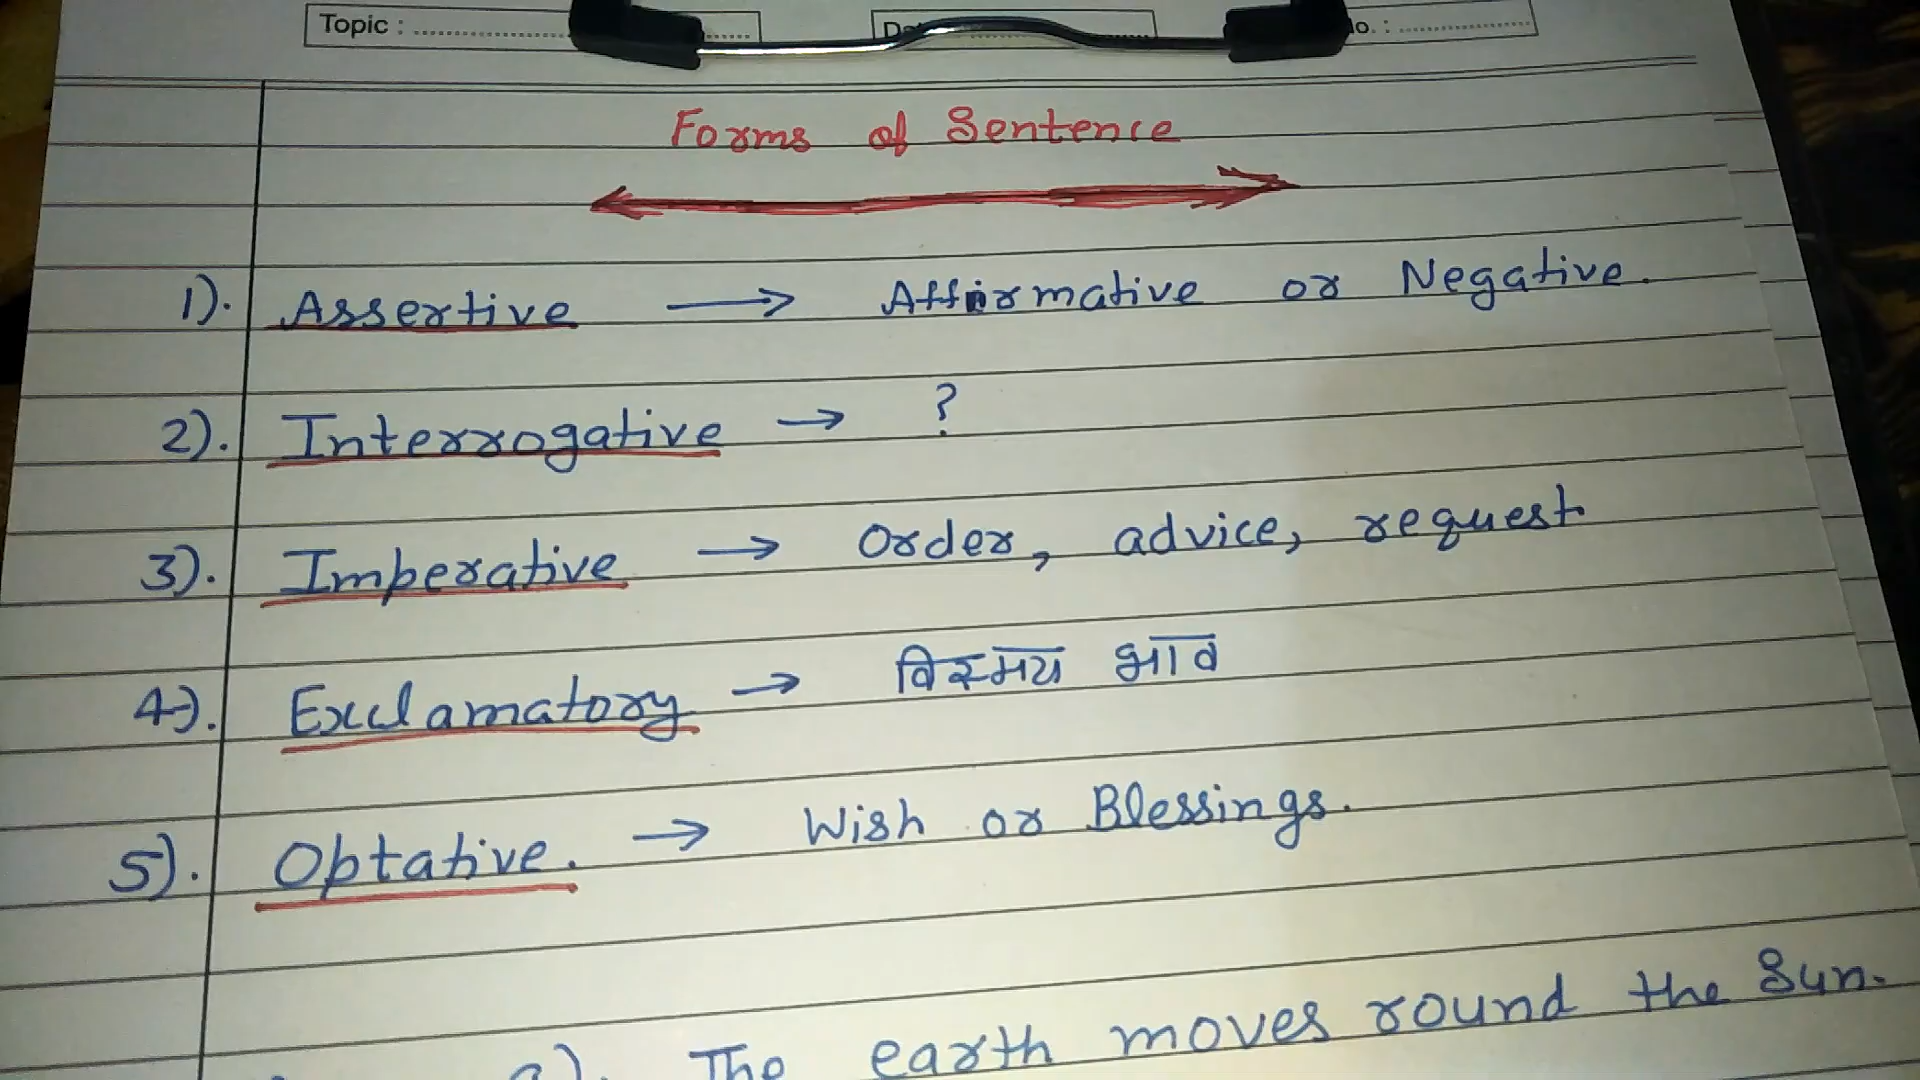 Topic :
No. :
Forms of Sentence
1). Assertive → Affirmative or Negative.
2). Interrogative → ?
3). Imperative → Order, advice, request.
4). Exclamatory → विस्मय भाव
5). Optative. → Wish or Blessings.
a). The earth moves round the Sun.